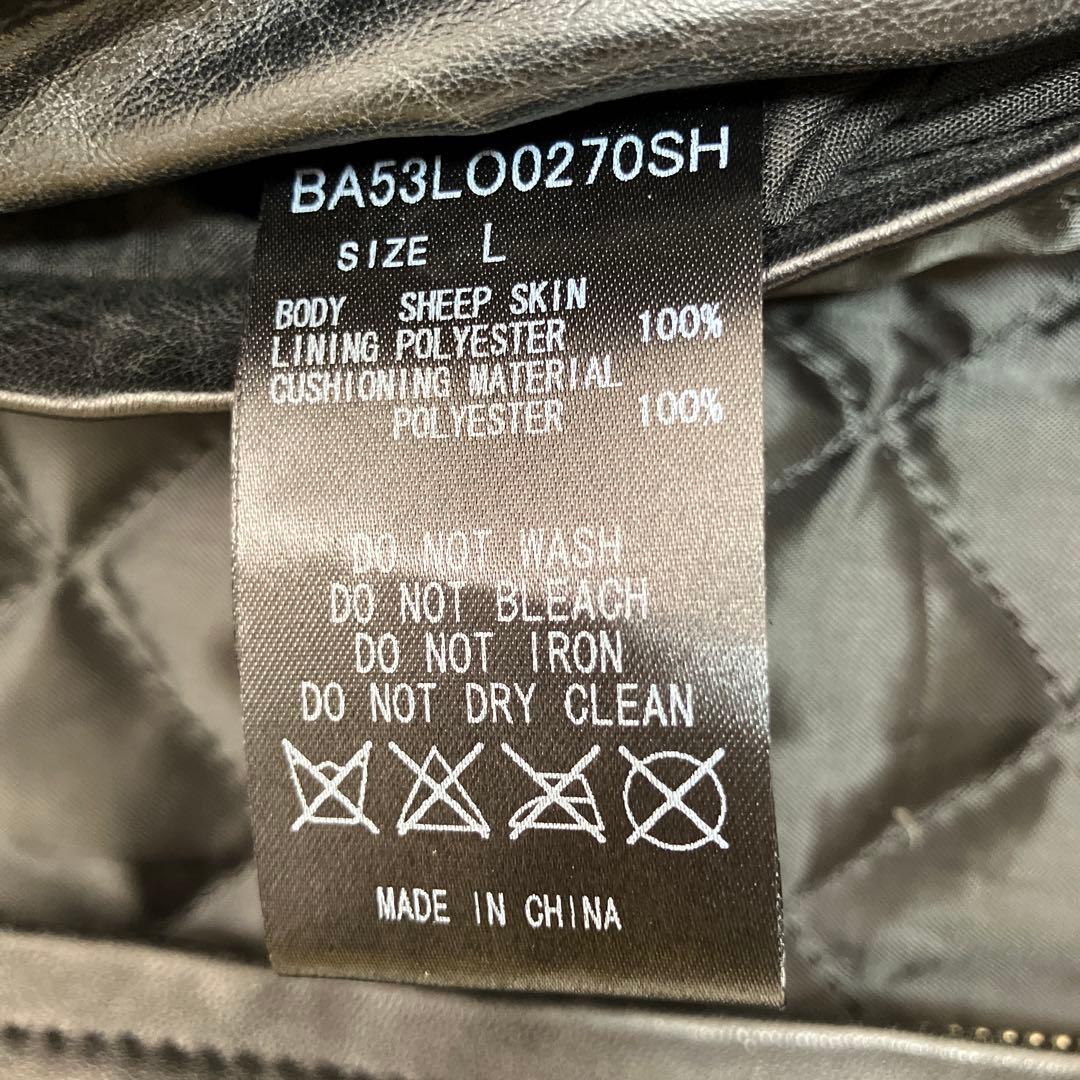 BA53LO0270SH
SIZE L
BODY SHEEP SKIN
LINING POLYESTER 100%
CUSHIONING MATERIAL
POLYESTER 100%
DO NOT WASH
DO NOT BLEACH
DO NOT IRON
DO NOT DRY CLEAN
MADE IN CHINA